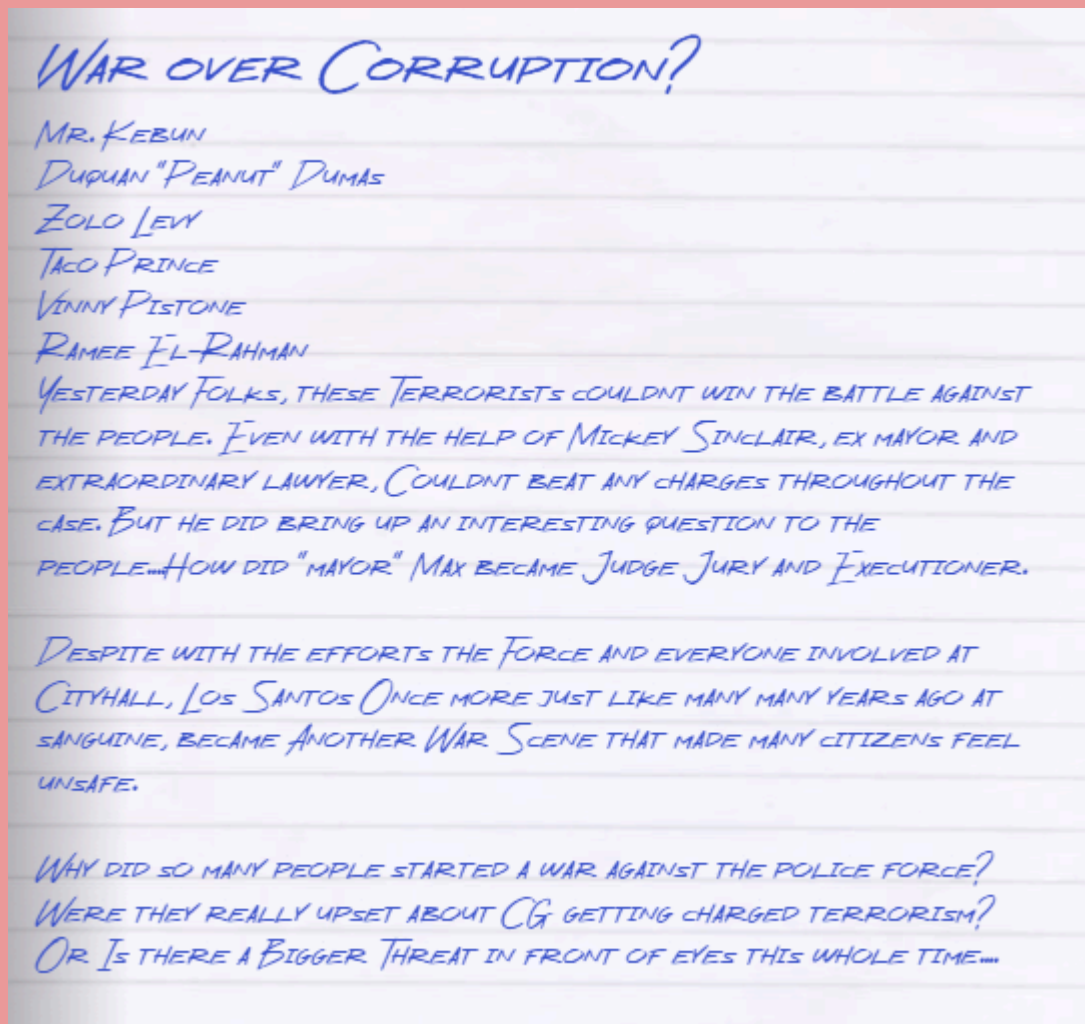 War over Corruption?
Mr. Kebun
Duquan "Peanut" Dumas
Zolo Levy
Taco Prince
Vinny Pistone
Ramee El-Rahman
Yesterday Folks, these Terrorists couldnt win the battle against
the people. Even with the help of Mickey Sinclair, ex mayor and
extraordinary lawyer, Couldnt beat any charges throughout the
case. But he did bring up an interesting question to the
people....How did "mayor" Max became Judge Jury and Executioner.
Despite with the efforts the Force and everyone involved at
Cityhall, Los Santos Once more just like many many years ago at
sanguine, became Another War Scene that made many citizens feel
unsafe.
Why did so many people started a war against the police force?
Were they really upset about CG getting charged terrorism?
Or Is there a Bigger Threat in front of eyes this whole time....